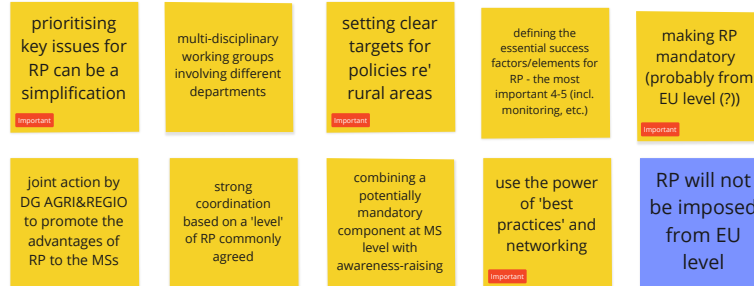 prioritising
key issues for
RP can be a
simplification
Important
multi-disciplinary
working groups
involving different
departments
setting clear
targets for
policies re'
rural areas
Important
defining the
essential success
factors/elements for
RP - the most
important 4-5 (incl.
monitoring, etc.)
making RP
mandatory
(probably from
EU level (?))
Important
joint action by
DG AGRI&REGIO
to promote the
advantages of
RP to the MSs
strong
coordination
based on a 'level'
of RP commonly
agreed
combining a
potentially
mandatory
component at MS
level with
awareness-raising
use the power
of 'best
practices' and
networking
Important
RP will not
be imposed
from EU
level